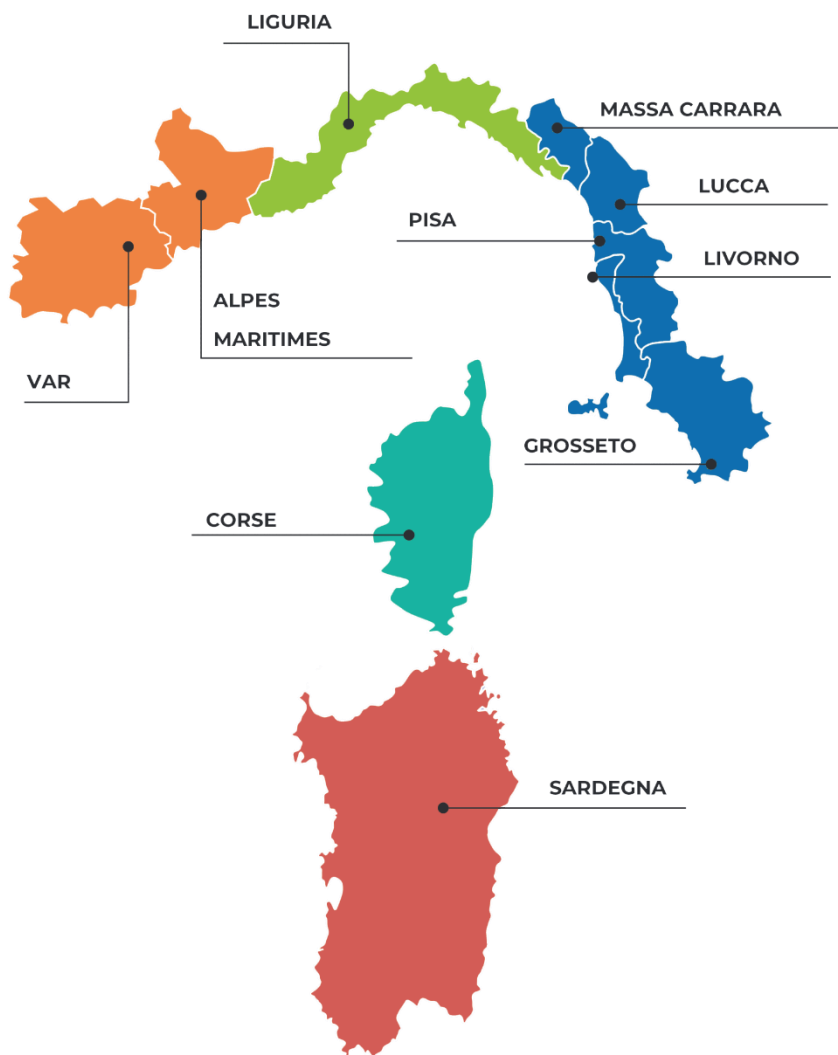 LIGURIA
MASSA CARRARA
LUCCA
PISA
LIVORNO
ALPES
MARITIMES
VAR
GROSSETO
CORSE
SARDEGNA